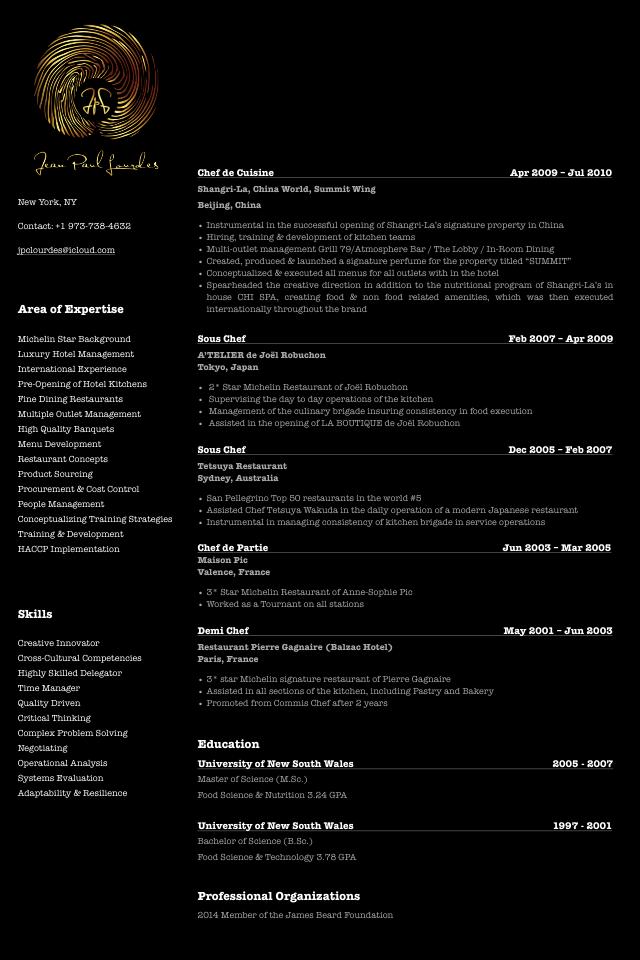 Jean Paul Lourdes
New York, NY
Contact: +1 973-738-4632
jpclourdes@icloud.com
Area of Expertise
Michelin Star Background
Luxury Hotel Management
International Experience
Pre-Opening of Hotel Kitchens
Fine Dining Restaurants
Multiple Outlet Management
High Quality Banquets
Menu Development
Restaurant Concepts
Product Sourcing
Procurement & Cost Control
People Management
Conceptualizing Training Strategies
Training & Development
HACCP Implementation
Skills
Creative Innovator
Cross-Cultural Competencies
Highly Skilled Delegator
Time Manager
Quality Driven
Critical Thinking
Complex Problem Solving
Negotiating
Operational Analysis
Systems Evaluation
Adaptability & Resilience
Chef de Cuisine Apr 2009 – Jul 2010
Shangri-La, China World, Summit Wing
Beijing, China
• Instrumental in the successful opening of Shangri-La's signature property in China
• Hiring, training & development of kitchen teams
• Multi-outlet management Grill 79/Atmosphere Bar / The Lobby / In-Room Dining
• Created, produced & launched a signature perfume for the property titled “SUMMIT”
• Conceptualized & executed all menus for all outlets with in the hotel
• Spearheaded the creative direction in addition to the nutritional program of Shangri-La's in
house CHI SPA, creating food & non food related amenities, which was then executed
internationally throughout the brand
Sous Chef Feb 2007 – Apr 2009
A'TELIER de Joël Robuchon
Tokyo, Japan
• 2* Star Michelin Restaurant of Joël Robuchon
• Supervising the day to day operations of the kitchen
• Management of the culinary brigade insuring consistency in food execution
• Assisted in the opening of LA BOUTIQUE de Joël Robuchon
Sous Chef Dec 2005 – Feb 2007
Tetsuya Restaurant
Sydney, Australia
• San Pellegrino Top 50 restaurants in the world #5
• Assisted Chef Tetsuya Wakuda in the daily operation of a modern Japanese restaurant
• Instrumental in managing consistency of kitchen brigade in service operations
Chef de Partie Jun 2003 – Mar 2005
Maison Pic
Valence, France
• 3* Star Michelin Restaurant of Anne-Sophie Pic
• Worked as a Tournant on all stations
Demi Chef May 2001 – Jun 2003
Restaurant Pierre Gagnaire (Balzac Hotel)
Paris, France
• 3* star Michelin signature restaurant of Pierre Gagnaire
• Assisted in all sections of the kitchen, including Pastry and Bakery
• Promoted from Commis Chef after 2 years
Education
University of New South Wales 2005 - 2007
Master of Science (M.Sc.)
Food Science & Nutrition 3.24 GPA
University of New South Wales 1997 - 2001
Bachelor of Science (B.Sc.)
Food Science & Technology 3.78 GPA
Professional Organizations
2014 Member of the James Beard Foundation